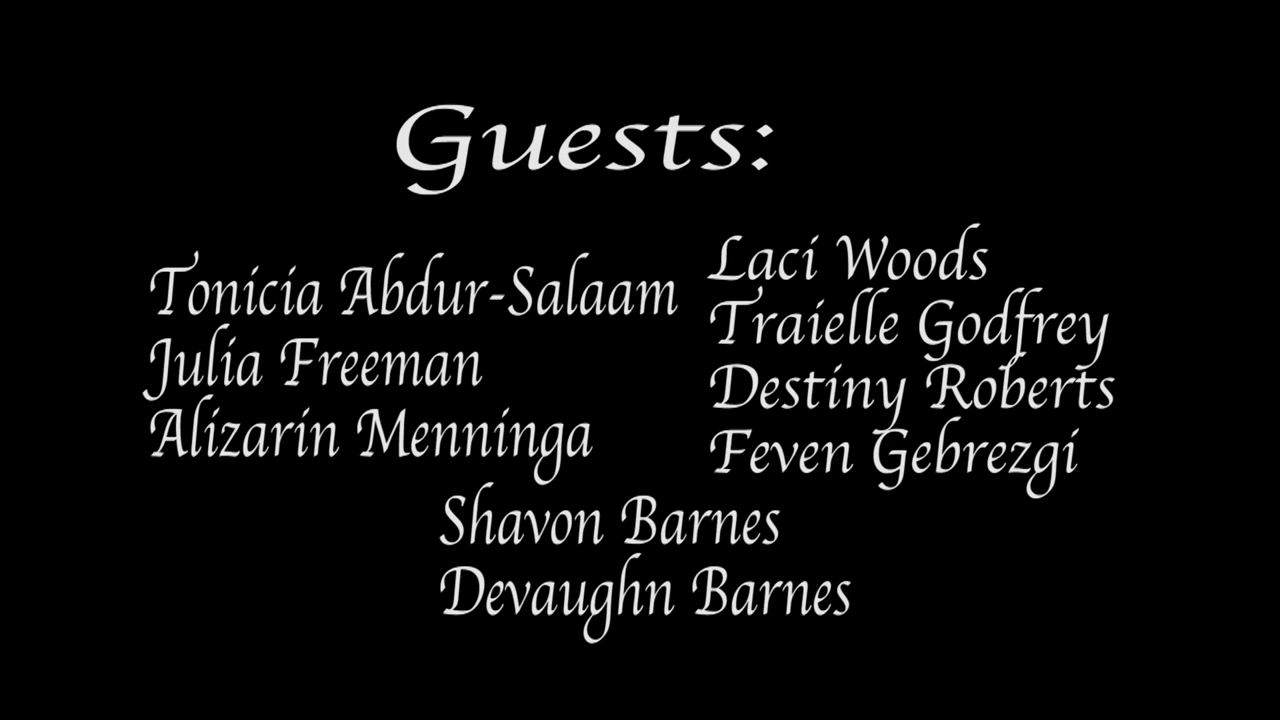 Guests:
Tonicia Abdur-Salaam
Julia Freeman
Alizarin Menninga
Laci Woods
Traielle Godfrey
Destiny Roberts
Feven Gebrezgi
Shavon Barnes
Devaughn Barnes